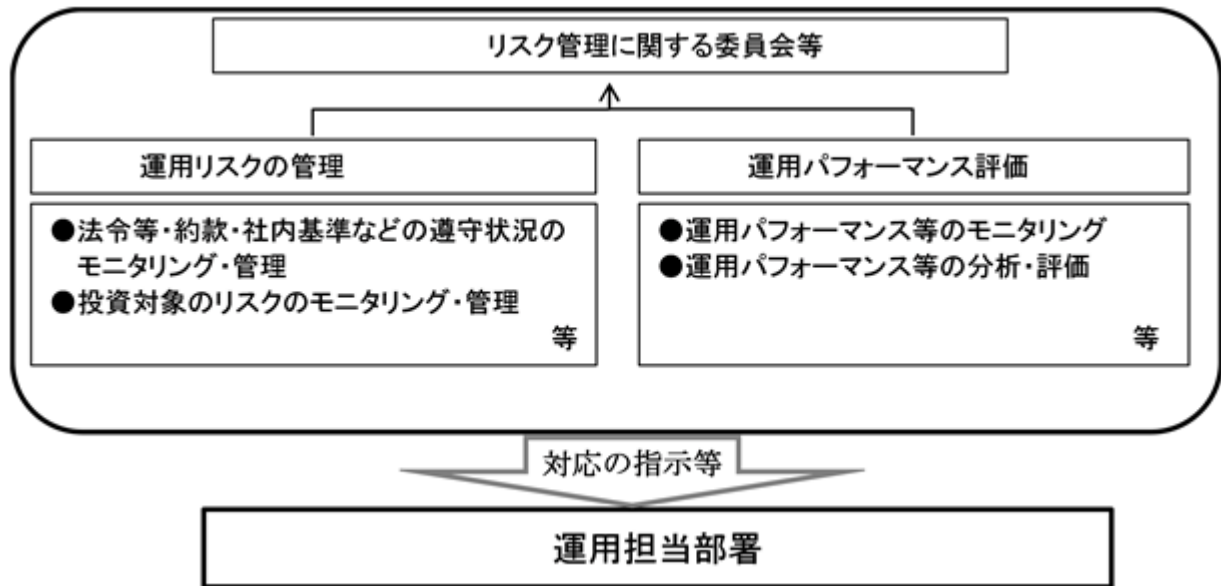 リスク管理に関する委員会等
運用リスクの管理
運用パフォーマンス評価
●法令等・約款・社内基準などの遵守状況の
モニタリング・管理
●投資対象のリスクのモニタリング・管理
等
●運用パフォーマンス等のモニタリング
●運用パフォーマンス等の分析・評価
等
対応の指示等
運用担当部署